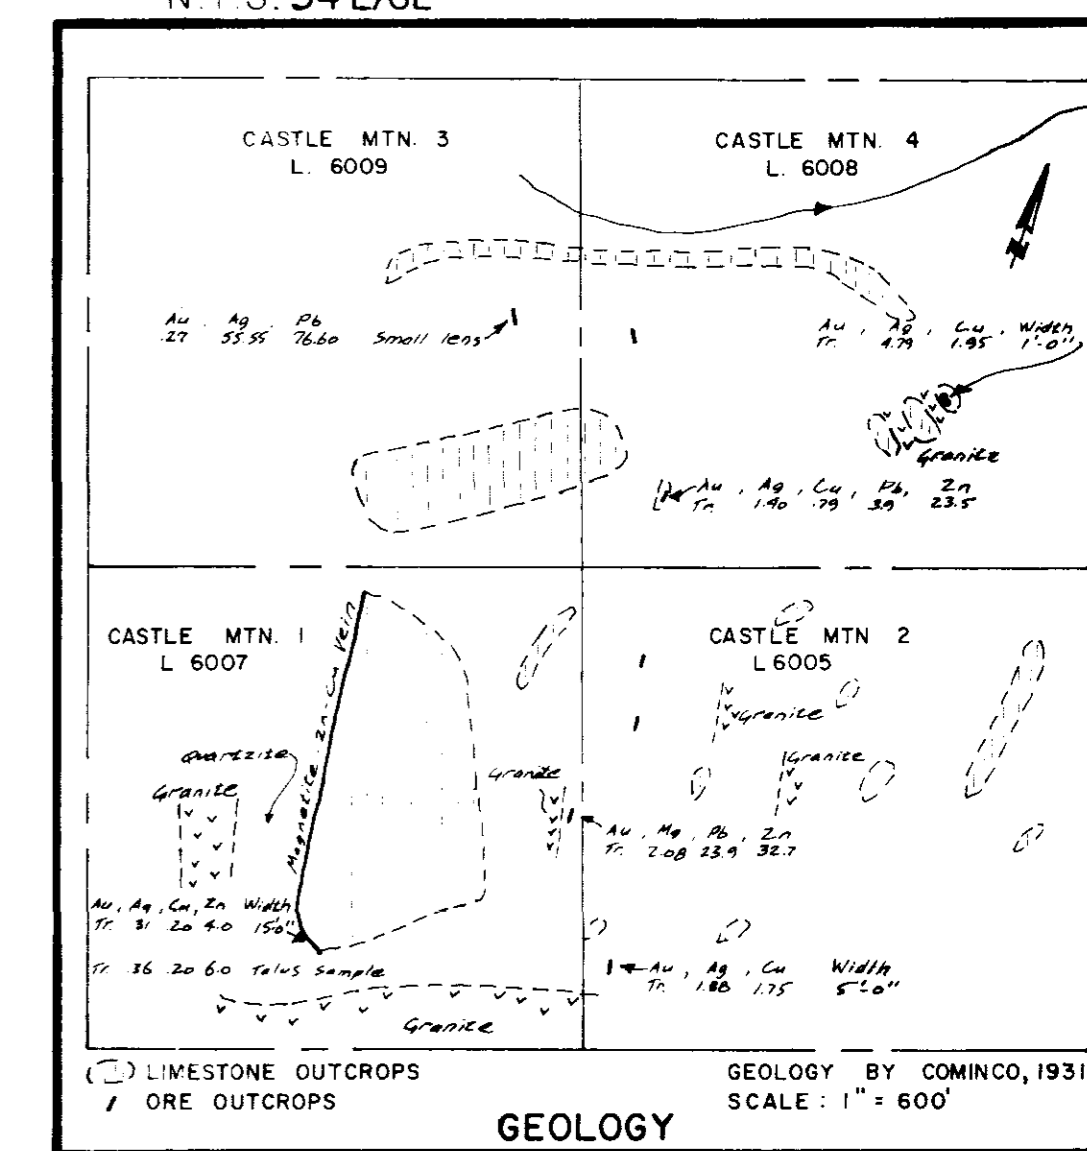 CASTLE MTN. 3
L. 6009
CASTLE MTN. 4
L. 6008
N
Au , Ag , Pb
.27 55.55 76.60 Small lens
Au , Ag , Cu , Width
Tr. 4.79 1.95 1'-0"
Granite
Au , Ag , Cu , Pb, Zn
Tr. 1.40 .79 3.9 23.5
CASTLE MTN. 1
L 6007
CASTLE MTN 2
L 6005
Magnetite - Zn - Cu Vein
Quartzite
Granite
Granite
Granite
Granite
Au , Mg , Pb , Zn
Tr. 2.08 23.9 32.7
Au , Ag , Cu , Zn Width
Tr. 31 .20 4.0 15'0"
Tr. .36 .20 6.0 Talus Sample
Au , Ag , Cu Width
Tr. 1.88 1.75 5'-0"
Granite
LIMESTONE OUTCROPS
ORE OUTCROPS
GEOLOGY BY COMINCO, 1931
SCALE : 1" = 600'
GEOLOGY